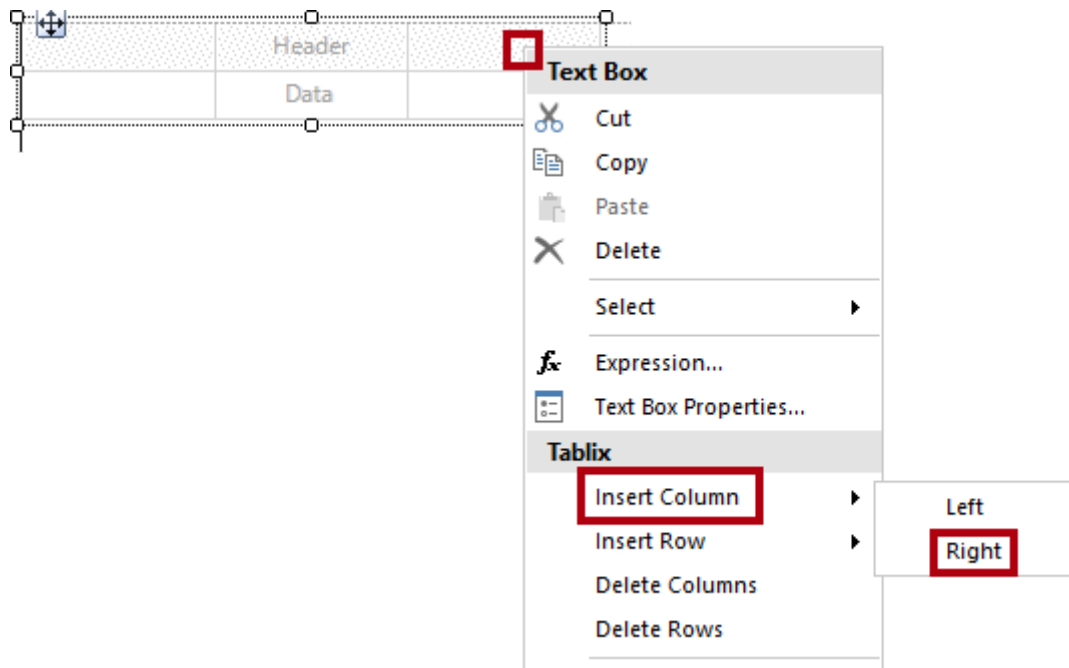 Header
Data
Text Box
Cut
Copy
Paste
Delete
Select
fx Expression...
Text Box Properties...
Tablix
Insert Column
Left
Insert Row
Right
Delete Columns
Delete Rows